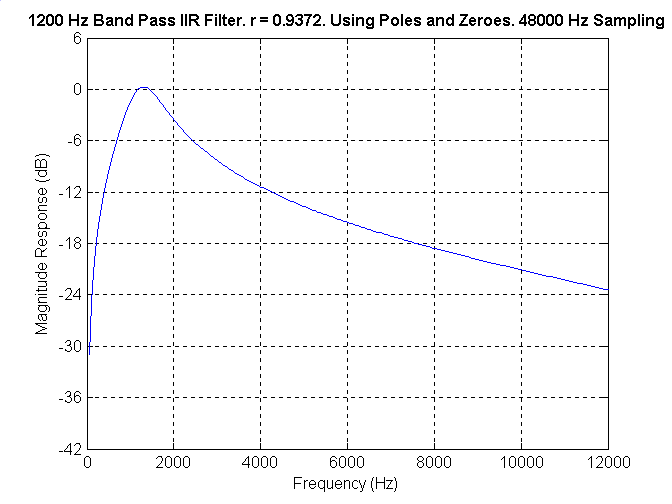 1200 Hz Band Pass IIR Filter. r = 0.9372. Using Poles and Zeroes. 48000 Hz Sampling
6
0
-6
-12
-18
-24
-30
-36
-42
Magnitude Response (dB)
0 2000 4000 6000 8000 10000 12000
Frequency (Hz)